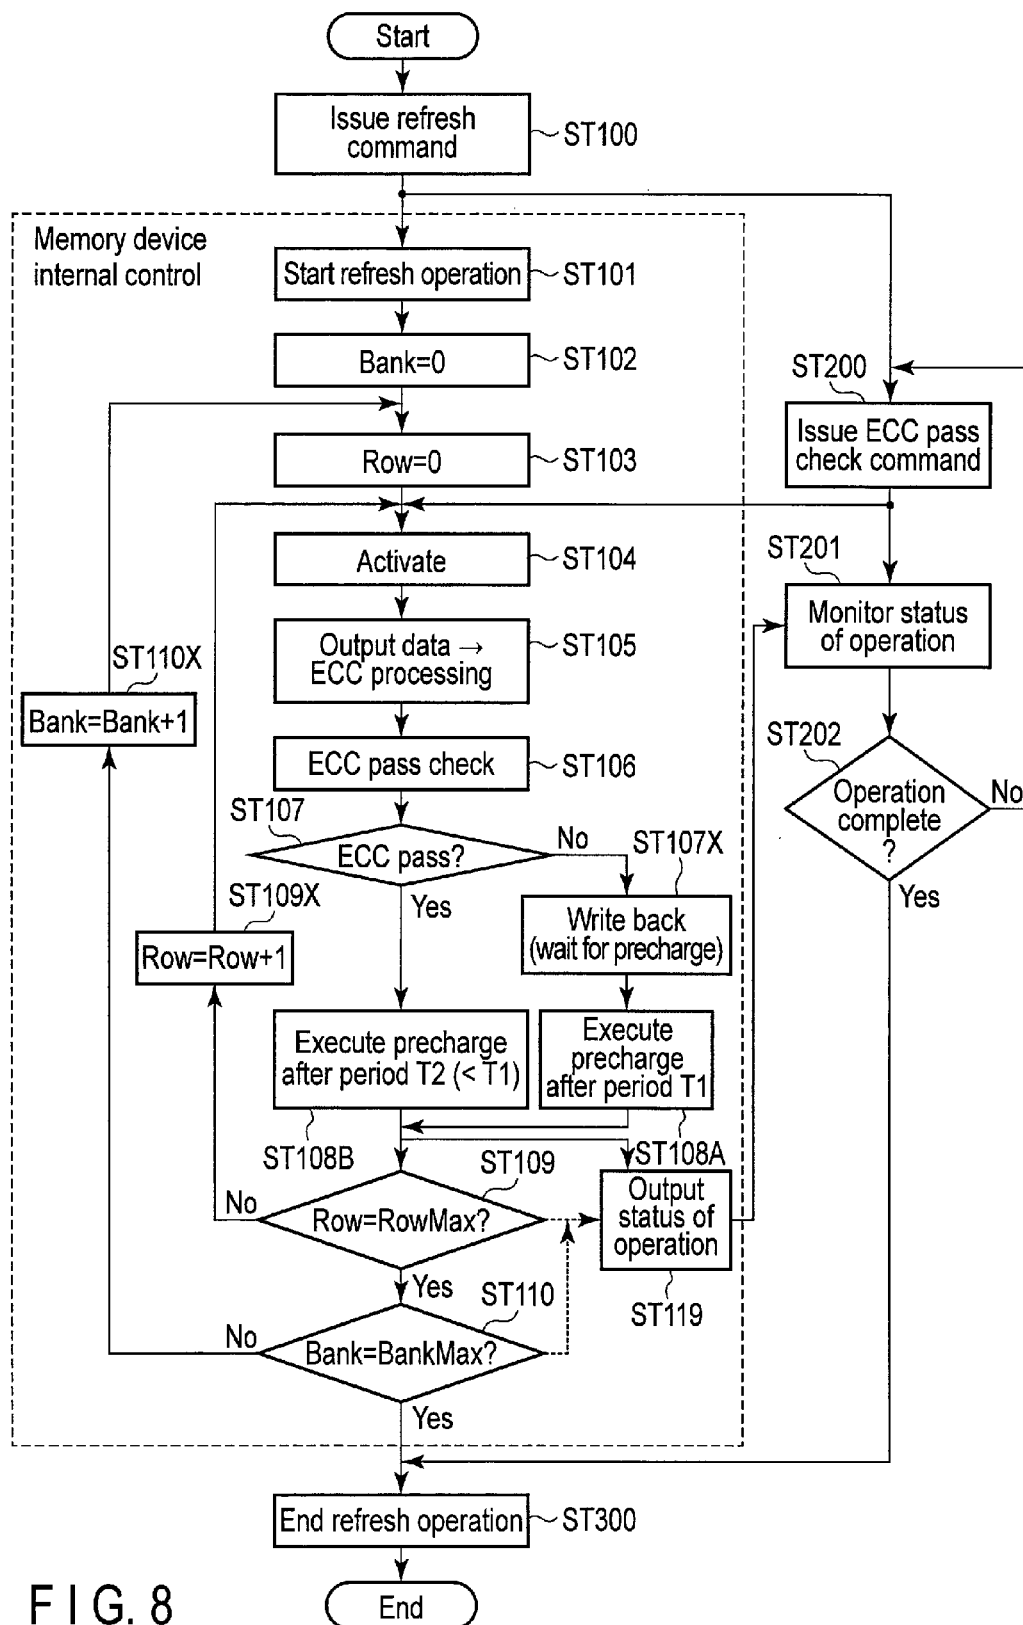 Start
Issue refresh
command
ST100
Memory device
internal control
Start refresh operation
ST101
Bank=0
ST102
ST200
Issue ECC pass
check command
Row=0
ST103
Activate
ST104
ST201
Monitor status
of operation
Output data →
ECC processing
ST105
ST110X
Bank=Bank+1
ECC pass check
ST106
ST202
Operation
complete
?
No
Yes
ST107
ECC pass?
No
Yes
ST107X
Write back
(wait for precharge)
ST109X
Row=Row+1
Execute precharge
after period T2 (< T1)
ST108B
Execute
precharge
after period T1
ST108A
ST109
Row=RowMax?
No
Yes
Output
status of
operation
ST119
ST110
Bank=BankMax?
No
Yes
End refresh operation
ST300
End
FIG. 8